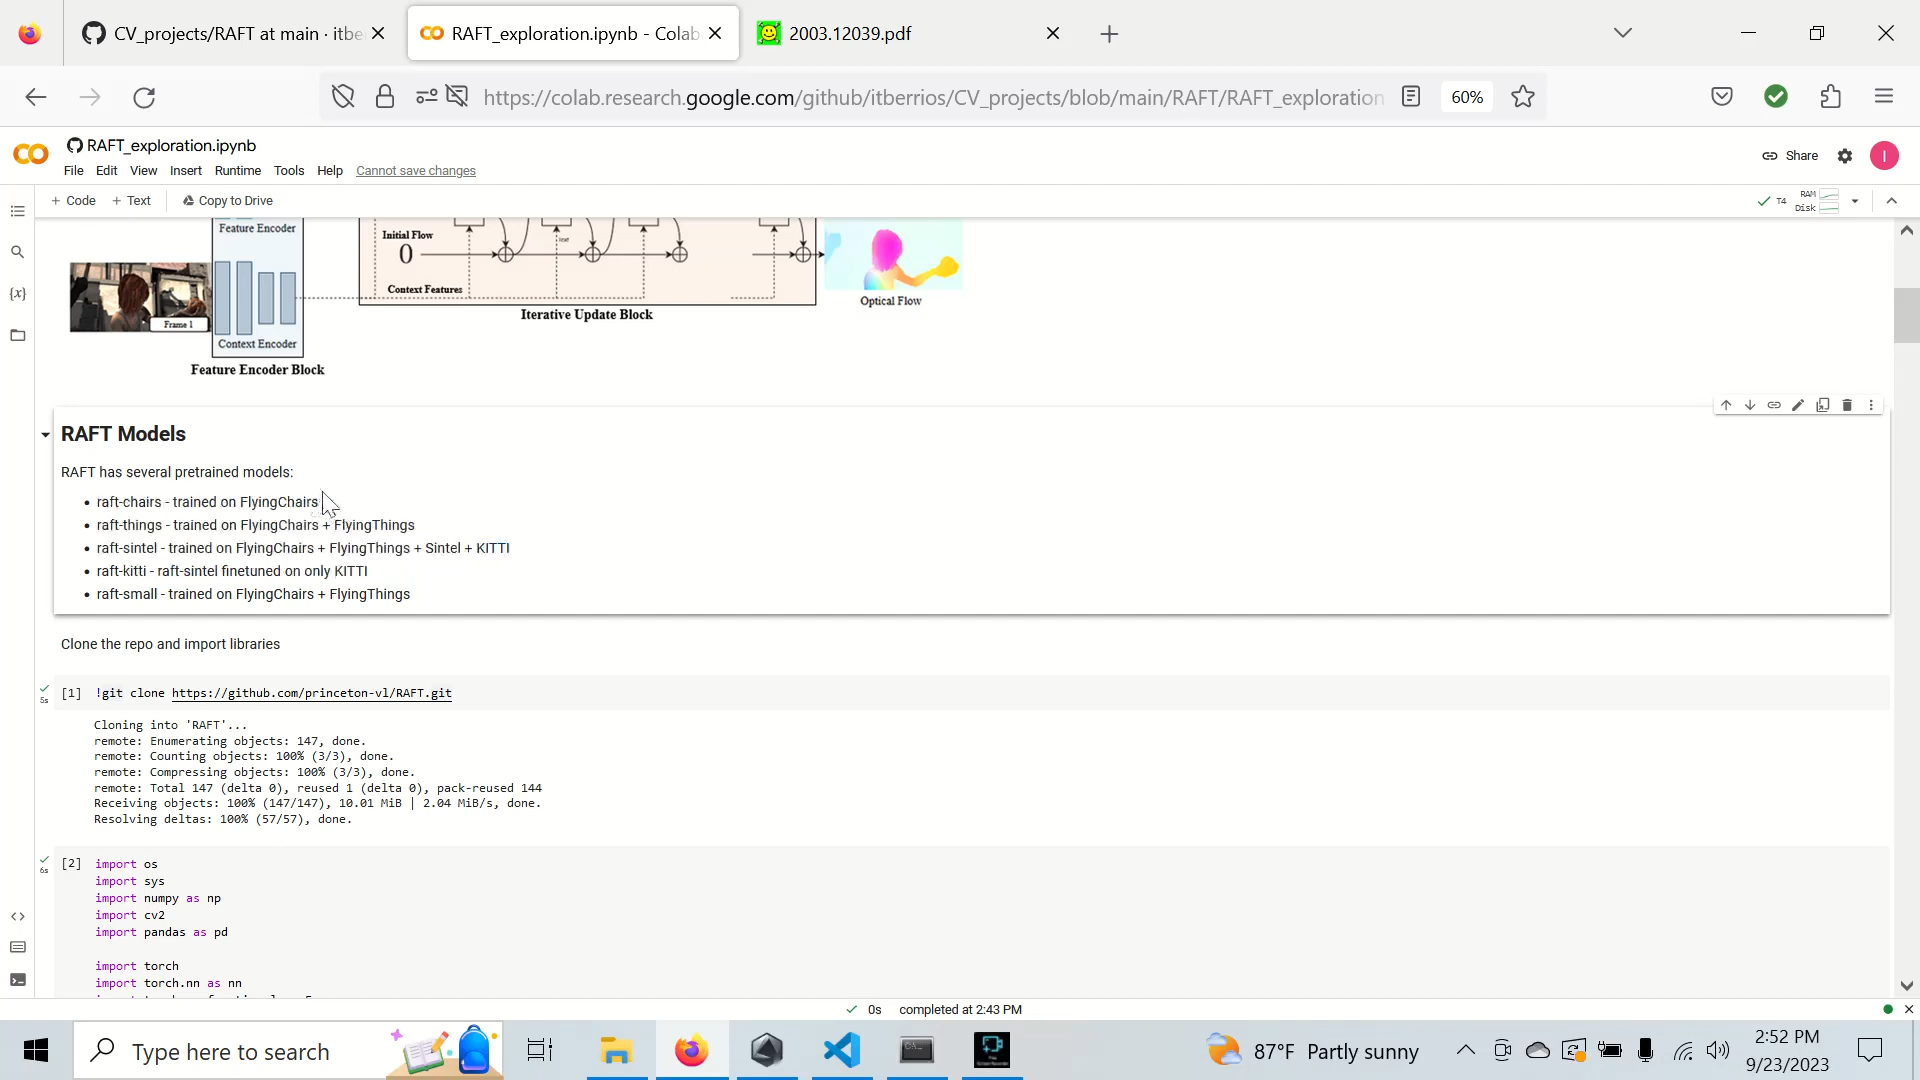 CV_projects/RAFT at main · itbe
RAFT_exploration.ipynb - Colab
2003.12039.pdf
https://colab.research.google.com/github/itberrios/CV_projects/blob/main/RAFT/RAFT_exploration
60%
RAFT_exploration.ipynb
File Edit View Insert Runtime Tools Help Cannot save changes
Share
I
+ Code + Text Copy to Drive
T4 RAM Disk
Feature Encoder
Initial Flow
0
Context Features
Frame 1
Optical Flow
Iterative Update Block
Context Encoder
Feature Encoder Block
RAFT Models
RAFT has several pretrained models:
raft-chairs - trained on FlyingChairs
raft-things - trained on FlyingChairs + FlyingThings
raft-sintel - trained on FlyingChairs + FlyingThings + Sintel + KITTI
raft-kitti - raft-sintel finetuned on only KITTI
raft-small - trained on FlyingChairs + FlyingThings
Clone the repo and import libraries
5s
[1] !git clone https://github.com/princeton-vl/RAFT.git
Cloning into 'RAFT'...
remote: Enumerating objects: 147, done.
remote: Counting objects: 100% (3/3), done.
remote: Compressing objects: 100% (3/3), done.
remote: Total 147 (delta 0), reused 1 (delta 0), pack-reused 144
Receiving objects: 100% (147/147), 10.01 MiB | 2.04 MiB/s, done.
Resolving deltas: 100% (57/57), done.
6s
[2] import os
import sys
import numpy as np
import cv2
import pandas as pd
import torch
import torch.nn as nn
0s completed at 2:43 PM
Type here to search
87°F Partly sunny
2:52 PM
9/23/2023